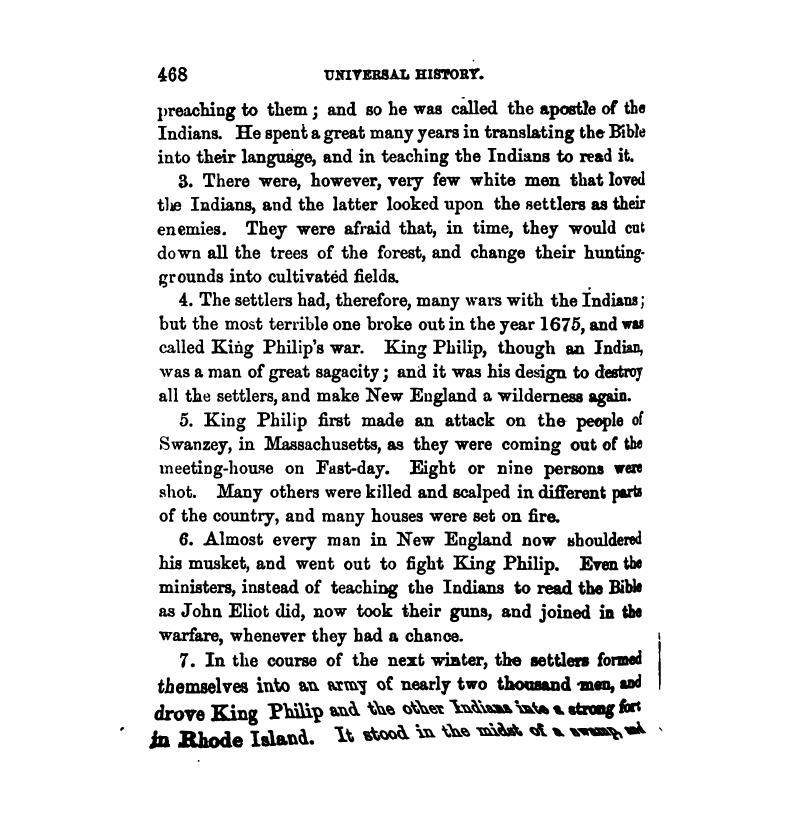 468 UNIVERSAL HISTORY.
preaching to them; and so he was called the apostle of the
Indians. He spent a great many years in translating the Bible
into their language, and in teaching the Indians to read it.
3. There were, however, very few white men that loved
the Indians, and the latter looked upon the settlers as their
enemies. They were afraid that, in time, they would cut
down all the trees of the forest, and change their hunting-
grounds into cultivated fields.
4. The settlers had, therefore, many wars with the Indians;
but the most terrible one broke out in the year 1675, and was
called King Philip's war. King Philip, though an Indian,
was a man of great sagacity; and it was his design to destroy
all the settlers, and make New England a wilderness again.
5. King Philip first made an attack on the people of
Swanzey, in Massachusetts, as they were coming out of the
meeting-house on Fast-day. Eight or nine persons were
shot. Many others were killed and scalped in different parts
of the country, and many houses were set on fire.
6. Almost every man in New England now shouldered
his musket, and went out to fight King Philip. Even the
ministers, instead of teaching the Indians to read the Bible
as John Eliot did, now took their guns, and joined in the
warfare, whenever they had a chance.
7. In the course of the next winter, the settlers formed
themselves into an army of nearly two thousand men, and
drove King Philip and the other Indians into a strong fort
in Rhode Island. It stood in the midst of a swamp, and